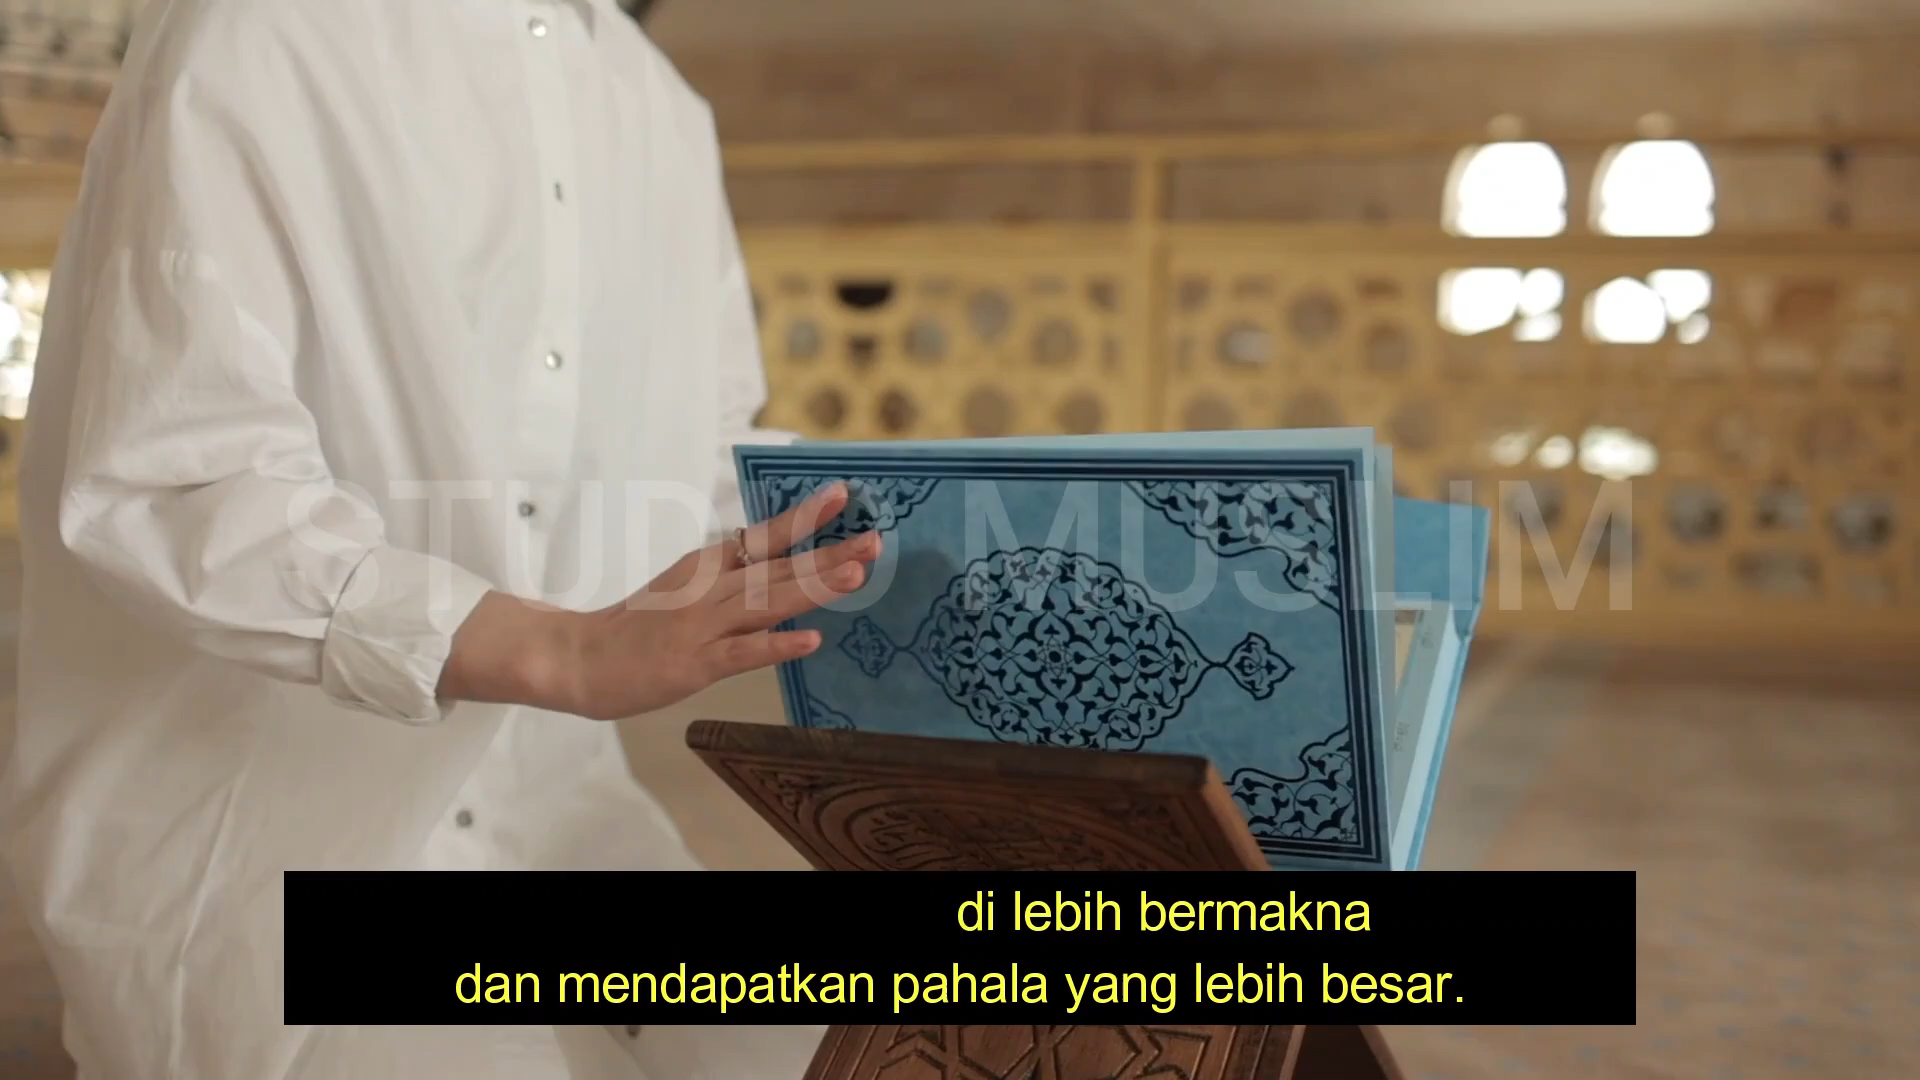 STUDIO MUSLIM
di lebih bermakna
dan mendapatkan pahala yang lebih besar.